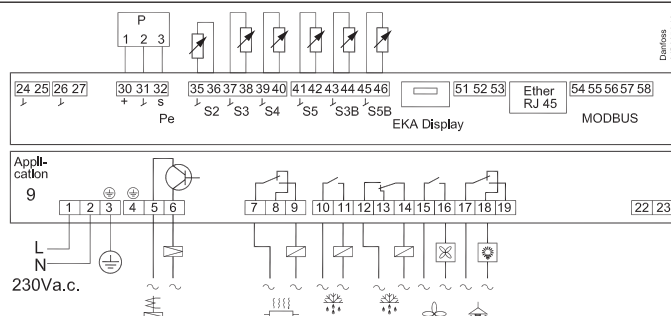 P
1 2 3
Danfoss
24 25 26 27 30 31 32 35 36 37 38 39 40 41 42 43 44 45 46 51 52 53 54 55 56 57 58
+ s
Pe S2 S3 S4 S5 S3B S5B
EKA Display
Ether
RJ 45
MODBUS
Appli-
cation
9
1 2 3 4 5 6 7 8 9 10 11 12 13 14 15 16 17 18 19 22 23
L
N
230Va.c.